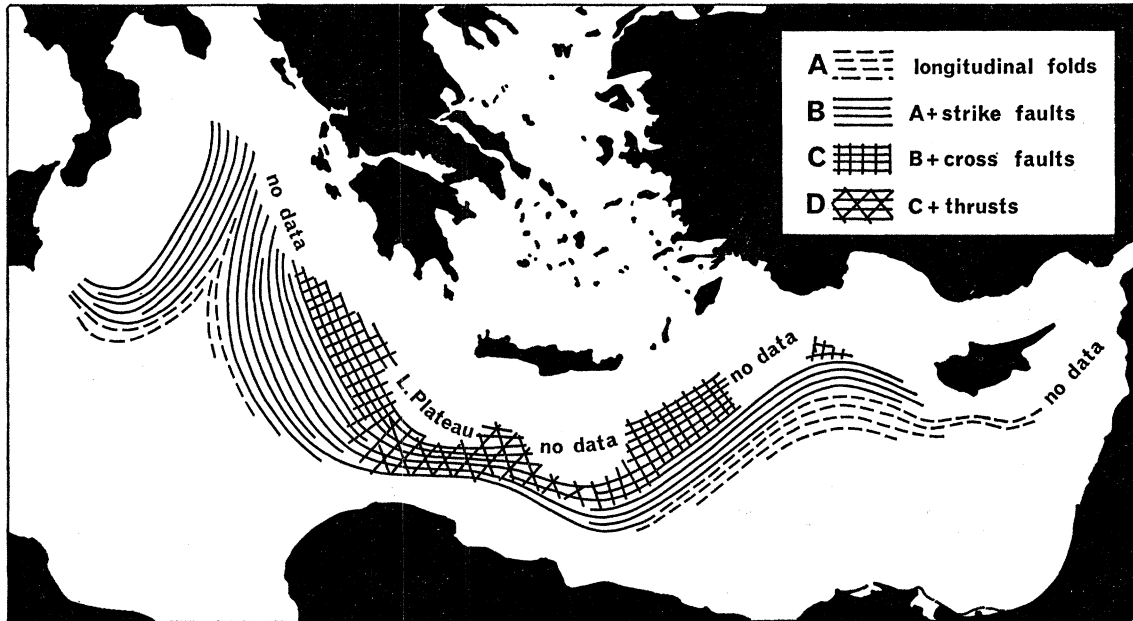 A longitudinal folds
B A+strike faults
C B+cross faults
D C+thrusts
no data
L. Plateau
no data
no data
no data